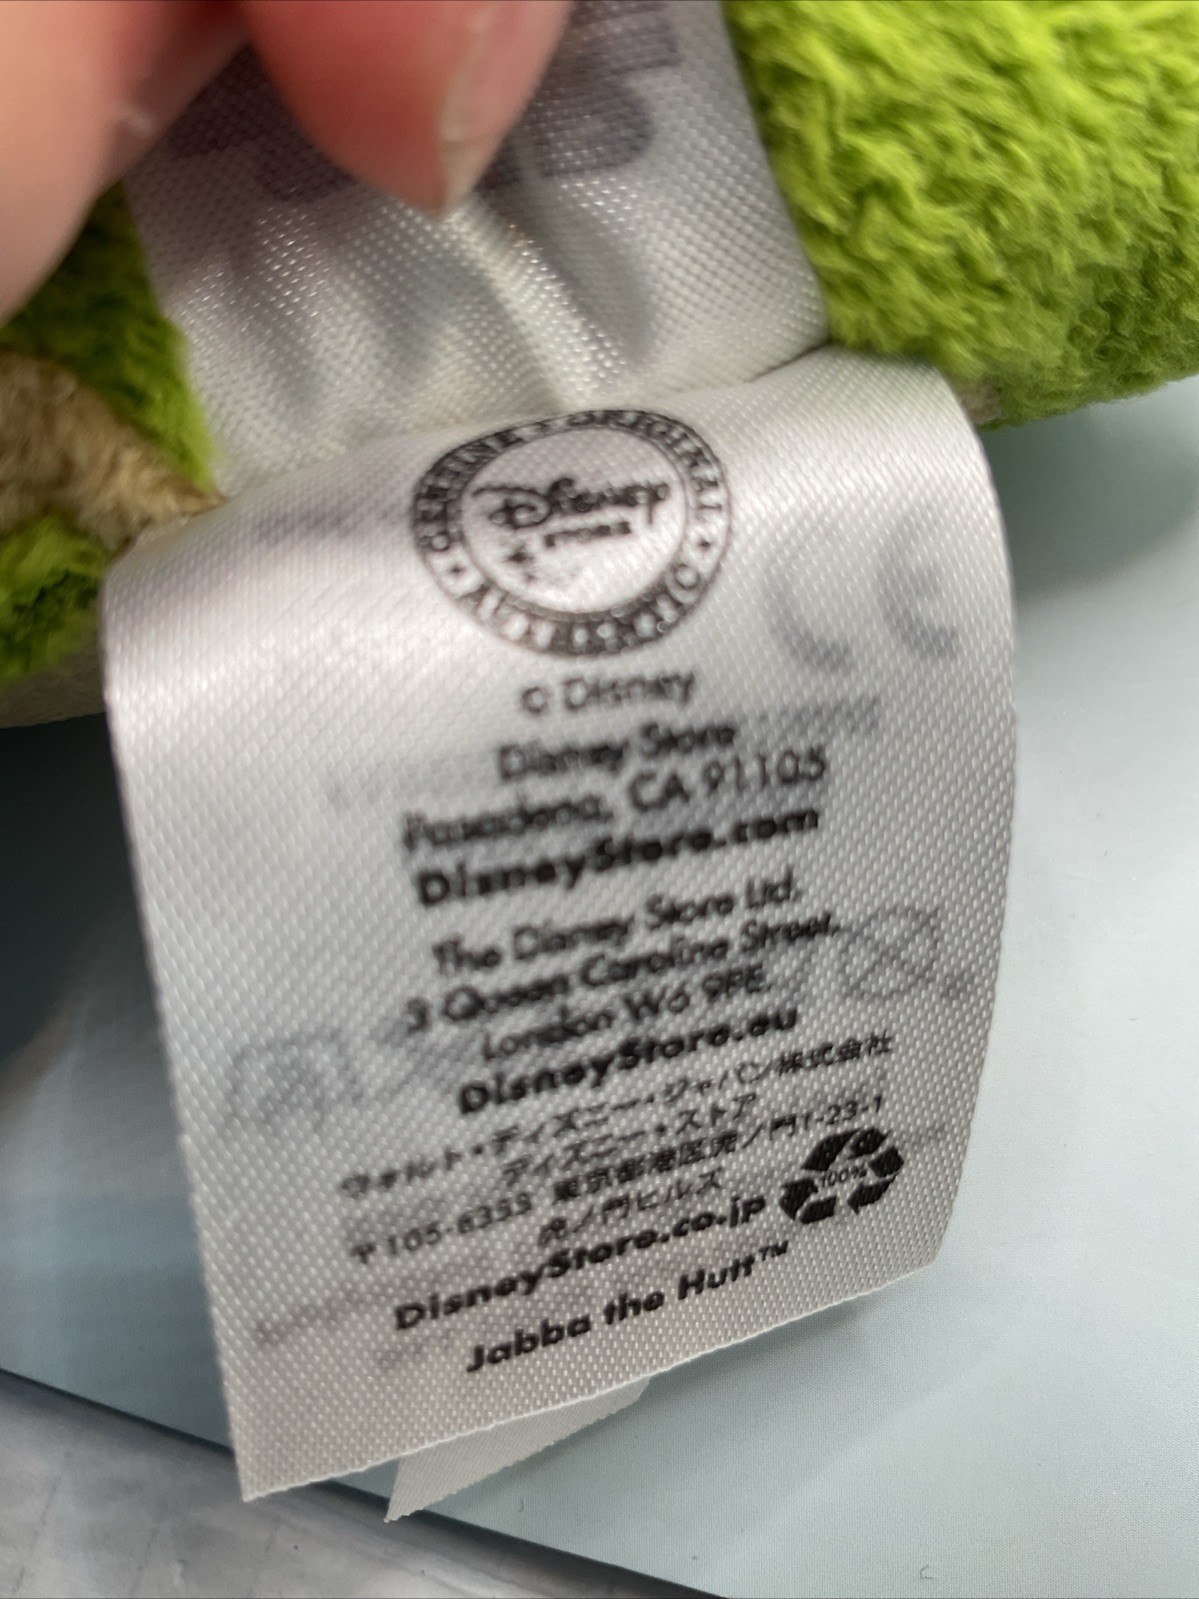 GENUINE • ORIGINAL • AUTHENTIC •
Disney
STORE
© Disney
Disney Store
Pasadena, CA 91105
DisneyStore.com
The Disney Store Ltd.
3 Queen Caroline Street,
London W6 9PE.
DisneyStore.eu
ウォルト・ディズニー・ジャパン株式会社
ディズニー・ストア
〒105-6355 東京都港区虎ノ門1-23-1
虎ノ門ヒルズ
DisneyStore.co.jp
100%
Jabba the Hutt™